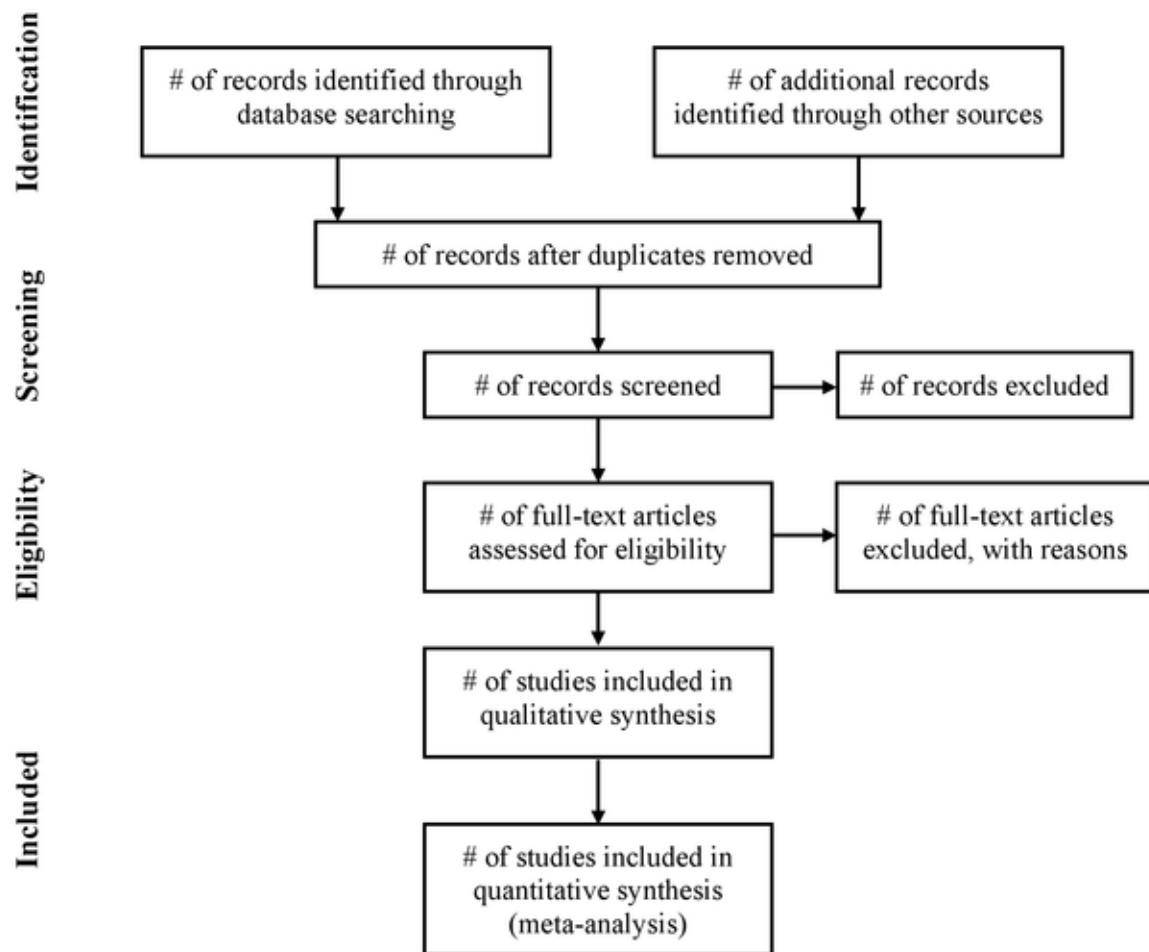 Identification
# of records identified through
database searching
# of additional records
identified through other sources
# of records after duplicates removed
Screening
# of records screened
# of records excluded
Eligibility
# of full-text articles
assessed for eligibility
# of full-text articles
excluded, with reasons
Included
# of studies included in
qualitative synthesis
# of studies included in
quantitative synthesis
(meta-analysis)